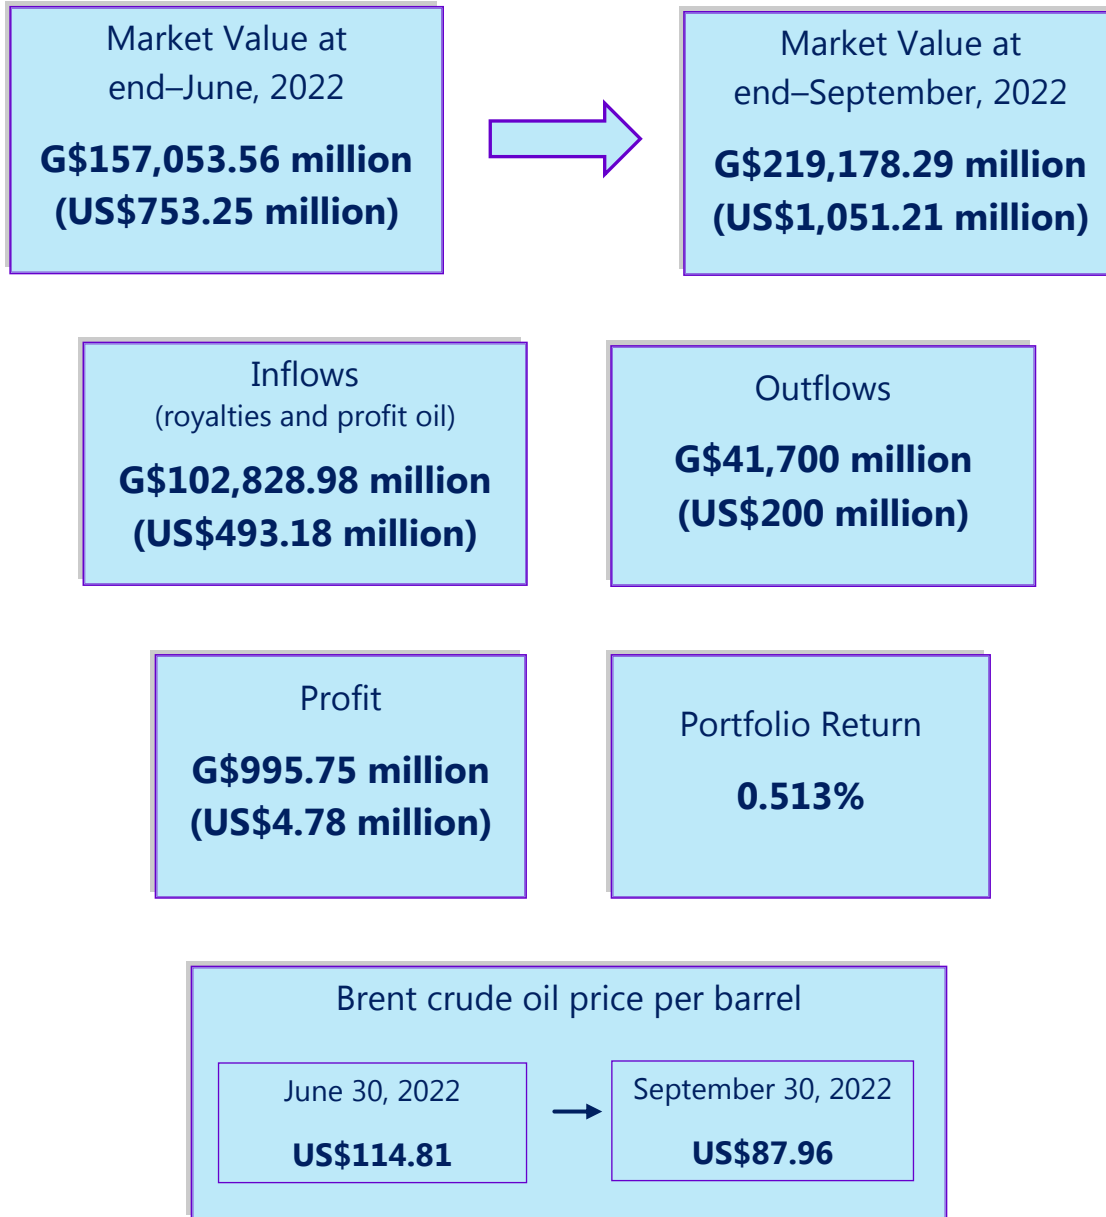 Market Value at
end–June, 2022
G$157,053.56 million
(US$753.25 million)
Market Value at
end–September, 2022
G$219,178.29 million
(US$1,051.21 million)
Inflows
(royalties and profit oil)
G$102,828.98 million
(US$493.18 million)
Outflows
G$41,700 million
(US$200 million)
Profit
G$995.75 million
(US$4.78 million)
Portfolio Return
0.513%
Brent crude oil price per barrel
June 30, 2022
US$114.81
September 30, 2022
US$87.96